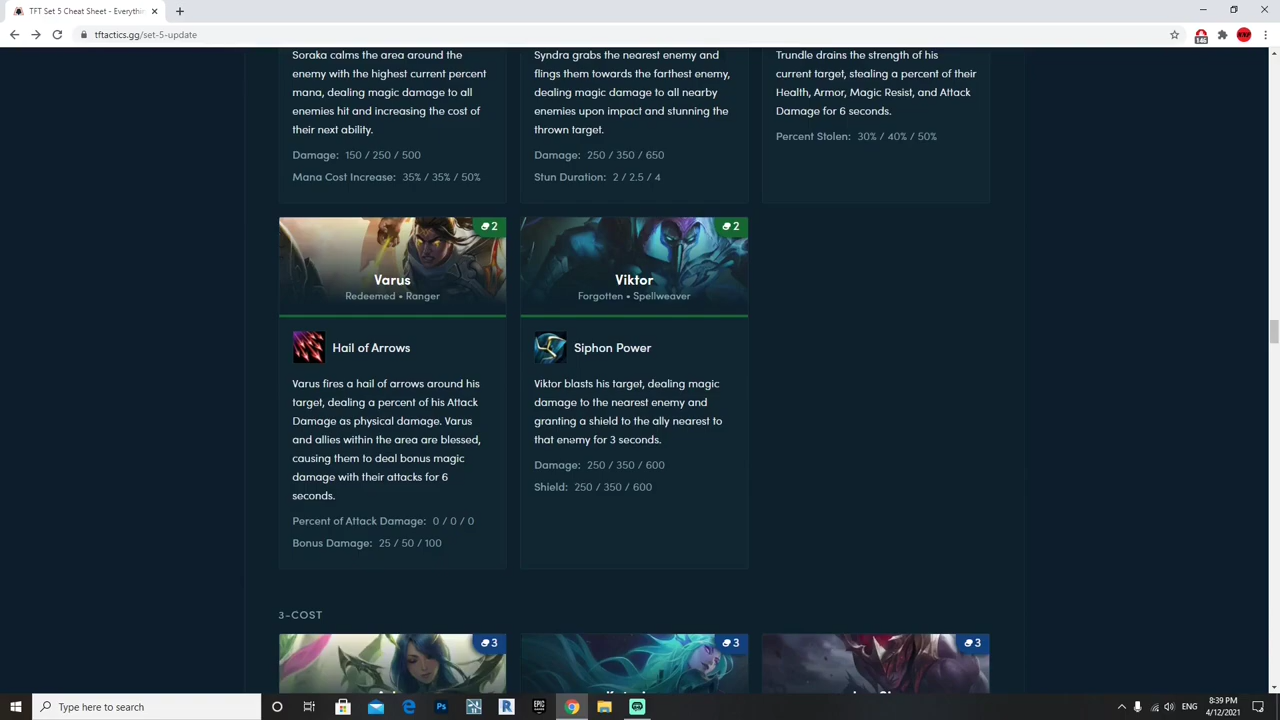 TFT Set 5 Cheat Sheet - Everythin
tftactics.gg/set-5-update
146
Soraka calms the area around the
enemy with the highest current percent
mana, dealing magic damage to all
enemies hit and increasing the cost of
their next ability.
Damage: 150 / 250 / 500
Mana Cost Increase: 35% / 35% / 50%
Syndra grabs the nearest enemy and
flings them towards the farthest enemy,
dealing magic damage to all nearby
enemies upon impact and stunning the
thrown target.
Damage: 250 / 350 / 650
Stun Duration: 2 / 2.5 / 4
Trundle drains the strength of his
current target, stealing a percent of their
Health, Armor, Magic Resist, and Attack
Damage for 6 seconds.
Percent Stolen: 30% / 40% / 50%
2
Varus
Redeemed • Ranger
Hail of Arrows
Varus fires a hail of arrows around his
target, dealing a percent of his Attack
Damage as physical damage. Varus
and allies within the area are blessed,
causing them to deal bonus magic
damage with their attacks for 6
seconds.
Percent of Attack Damage: 0 / 0 / 0
Bonus Damage: 25 / 50 / 100
2
Viktor
Forgotten • Spellweaver
Siphon Power
Viktor blasts his target, dealing magic
damage to the nearest enemy and
granting a shield to the ally nearest to
that enemy for 3 seconds.
Damage: 250 / 350 / 600
Shield: 250 / 350 / 600
3-COST
3
3
3
Type here to search
Ps
R
EPIC
ENG
8:39 PM
4/12/2021